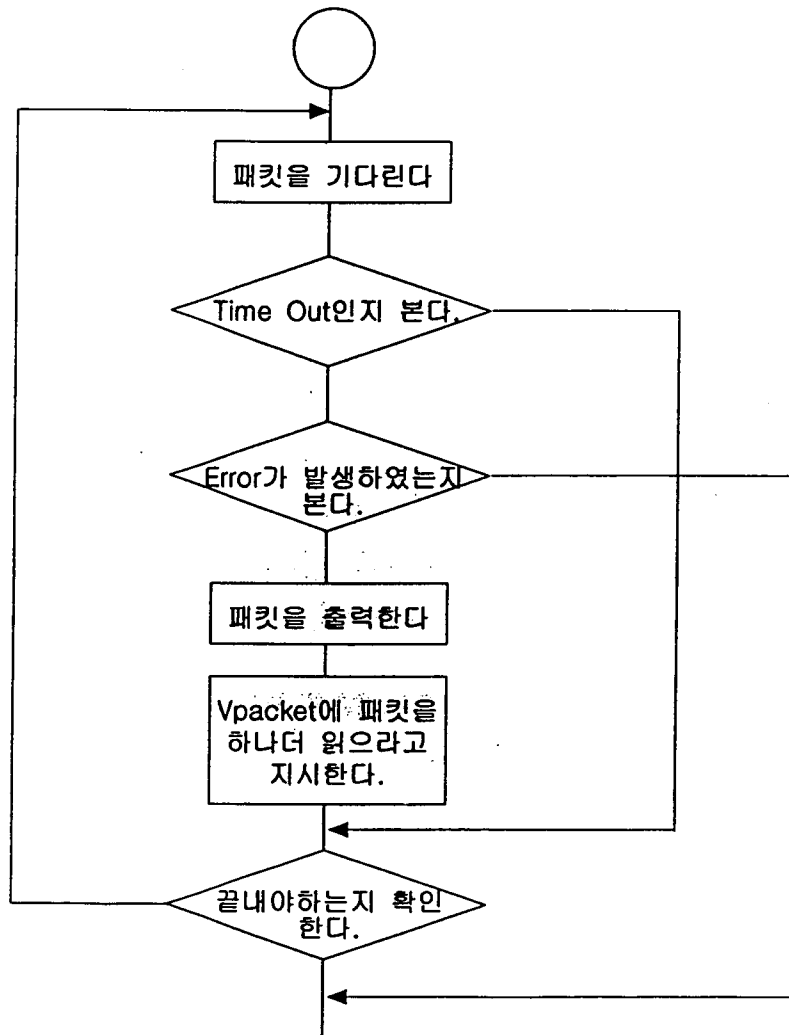 패킷을 기다린다
Time Out인지 본다.
Error가 발생하였는지
본다.
패킷을 출력한다
Vpacket에 패킷을
하나더 읽으라고
지시한다.
끝내야하는지 확인
한다.